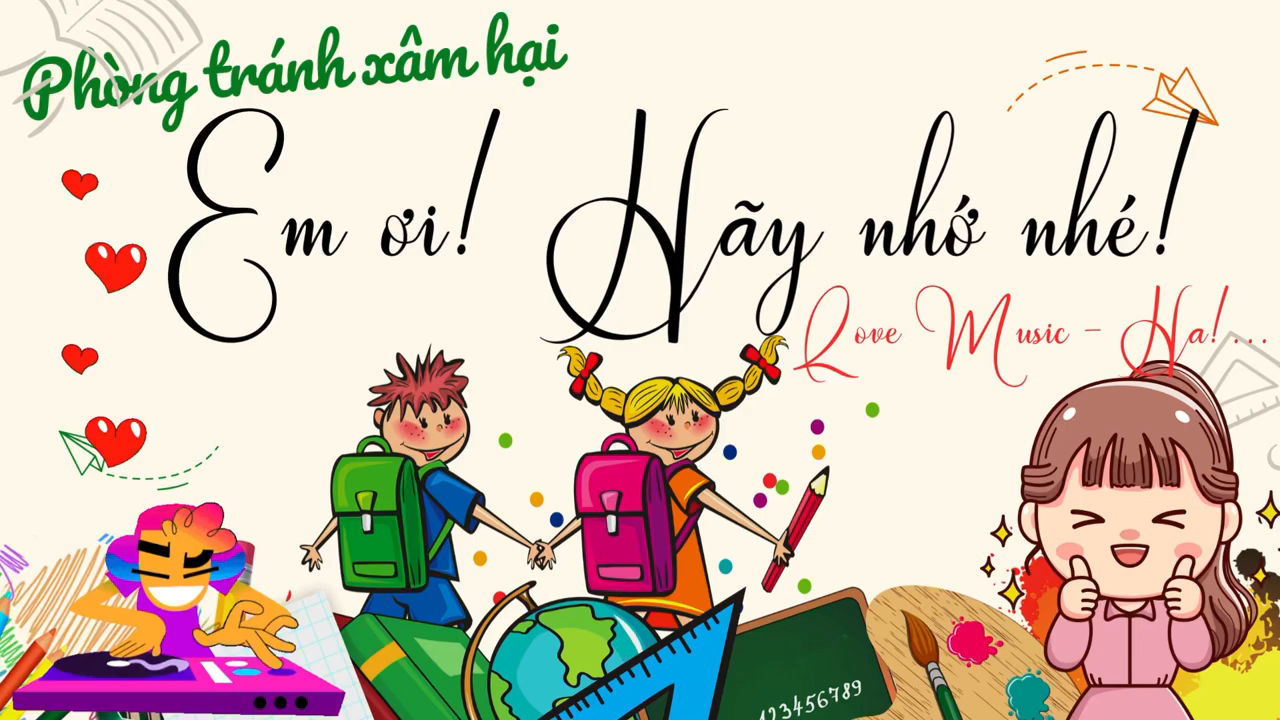 Phòng tránh xâm hại
Em ơi! Hãy nhớ nhé!
Love Music - Ha!...
123456789